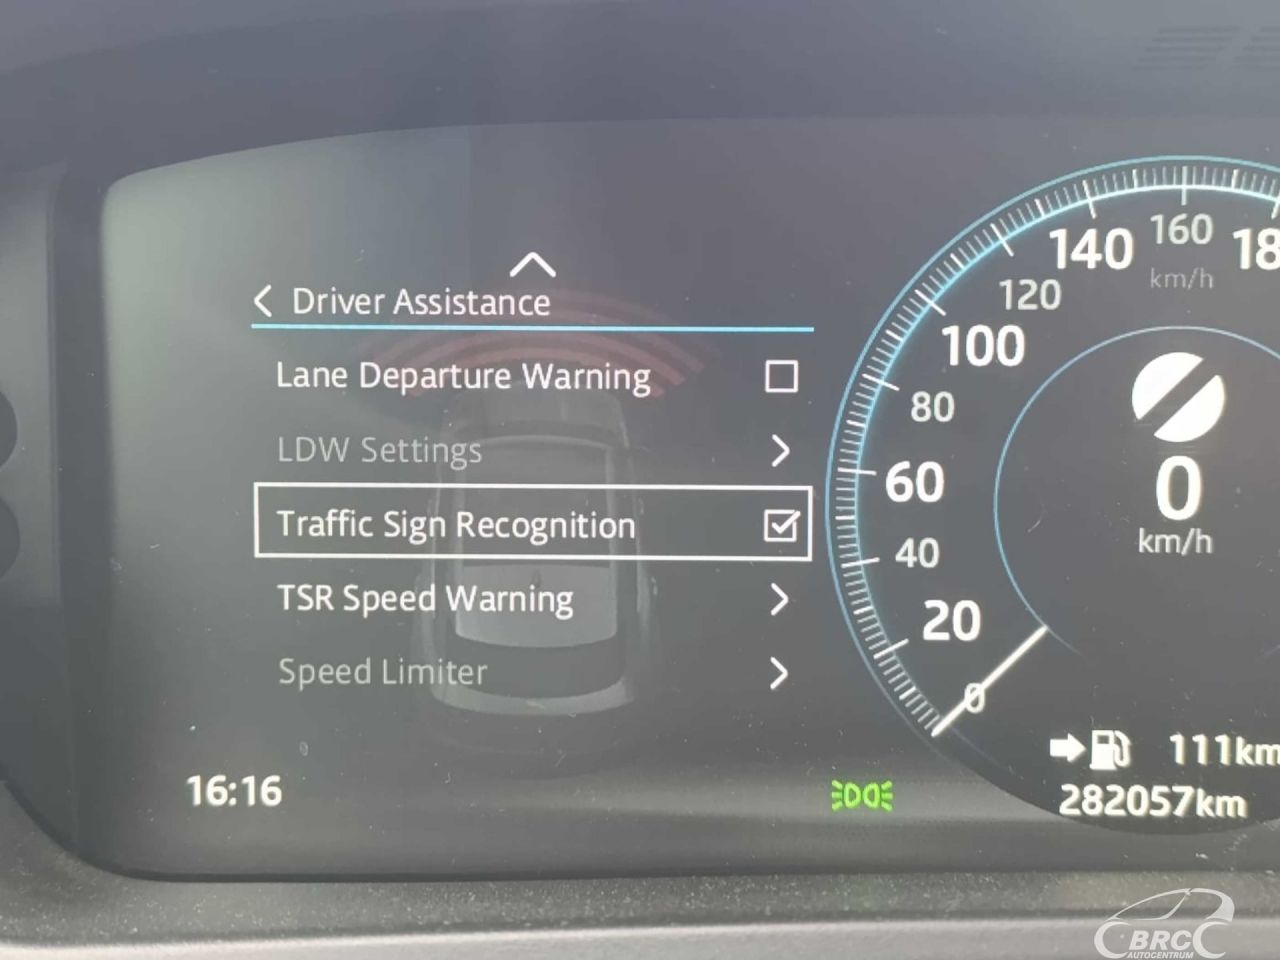 Driver Assistance
Lane Departure Warning
LDW Settings
Traffic Sign Recognition
TSR Speed Warning
Speed Limiter
16:16
160
140
18
km/h
120
100
80
60
40
20
0
0
km/h
111km
282057km
BRC
AUTOCENTRUM